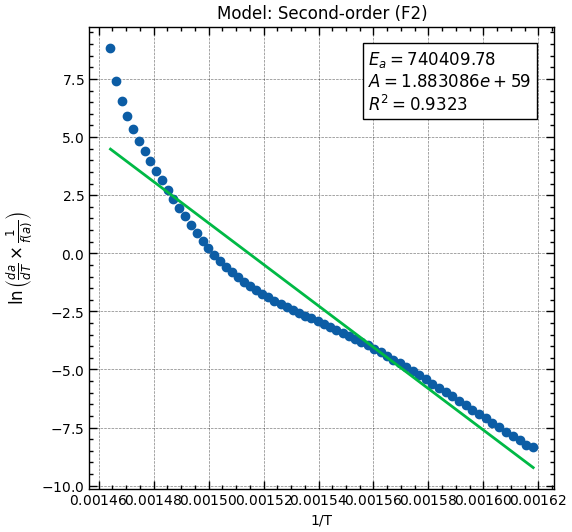 Model: Second-order (F2)
E_a = 740409.78
A = 1.883086e + 59
R^2 = 0.9323
ln (da/dT × 1/f(a))
7.5
5.0
2.5
0.0
−2.5
−5.0
−7.5
−10.0
0.00146 0.00148 0.00150 0.00152 0.00154 0.00156 0.00158 0.00160 0.00162
1/T